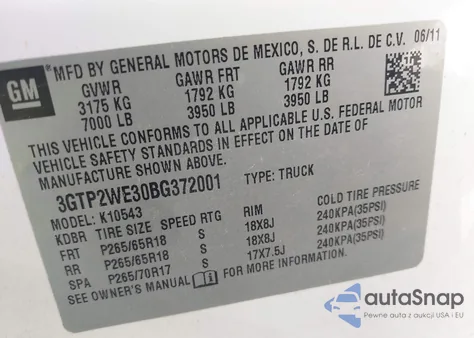 GM
MFD BY GENERAL MOTORS DE MEXICO, S. DE R.L. DE C.V. 06/11
GVWR GAWR FRT GAWR RR
3175 KG 1792 KG 1792 KG
7000 LB 3950 LB 3950 LB
THIS VEHICLE CONFORMS TO ALL APPLICABLE U.S. FEDERAL MOTOR
VEHICLE SAFETY STANDARDS IN EFFECT ON THE DATE OF
MANUFACTURE SHOWN ABOVE.
3GTP2WE30BG372001 TYPE: TRUCK
MODEL: K10543
KDBR TIRE SIZE SPEED RTG RIM COLD TIRE PRESSURE
FRT P265/65R18 S 18X8J 240KPA(35PSI)
RR P265/65R18 S 18X8J 240KPA(35PSI)
SPA P265/70R17 S 17X7.5J 240KPA(35PSI)
SEE OWNER'S MANUAL FOR MORE INFORMATION.
autoSnap
Pewne auta z aukcji USA i EU